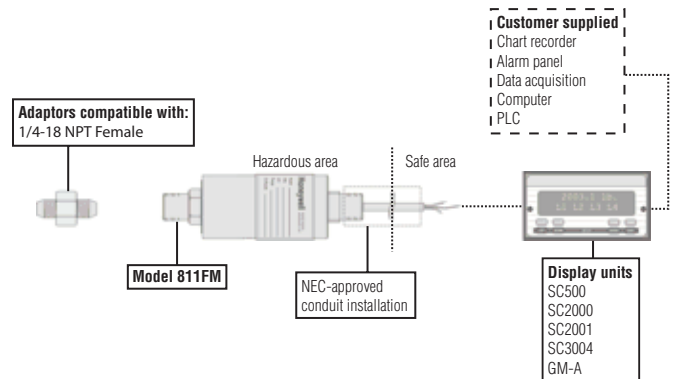 Customer supplied
Chart recorder
Alarm panel
Data acquisition
Computer
PLC
Adaptors compatible with:
1/4-18 NPT Female
Hazardous area
Safe area
Honeywell
Model 811FM
NEC-approved
conduit installation
Display units
SC500
SC2000
SC2001
SC3004
GM-A